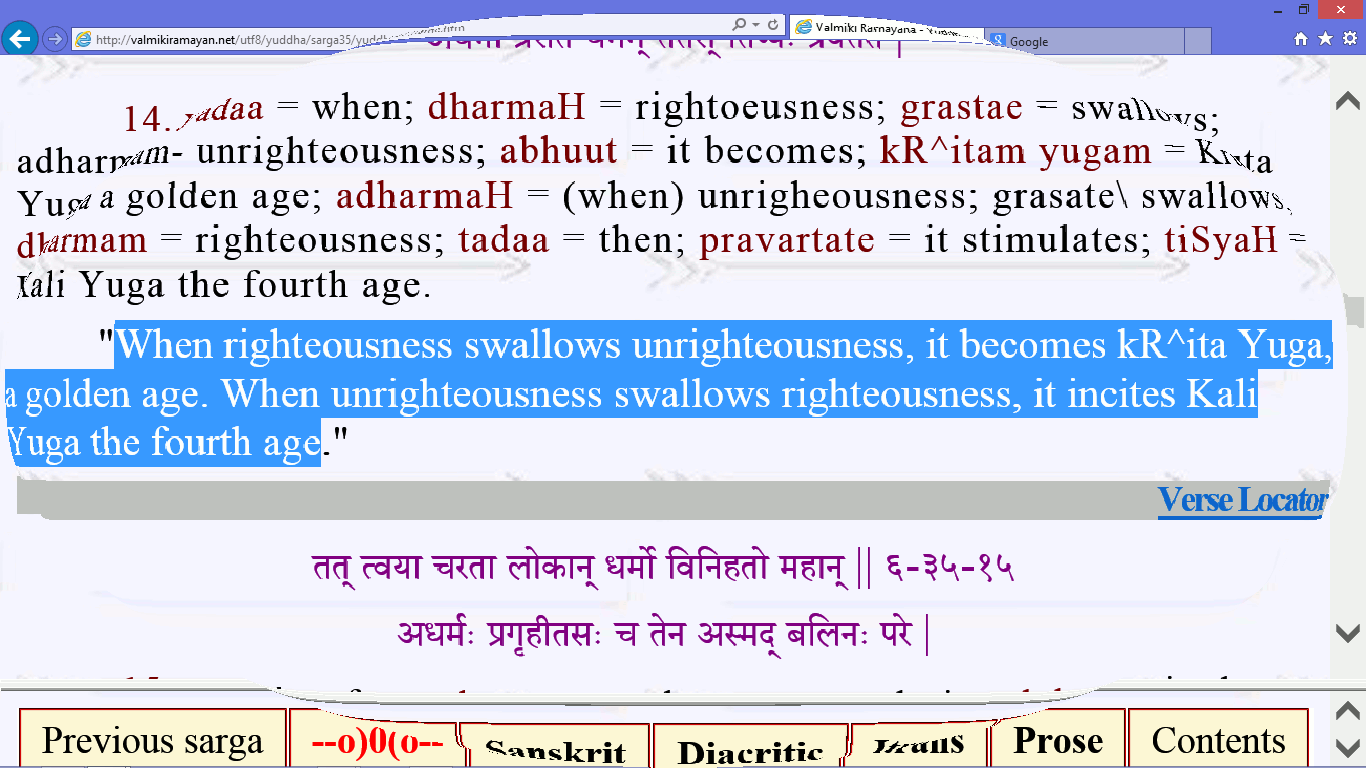 http://valmikiramayan.net/utf8/yuddha/sarga35/
Valmiki Ramayana -
Google
14. yadaa = when; dharmaH = rightoeusness; grastae = swallows;
adharmam- unrighteousness; abhuut = it becomes; kR^itam yugam = Krita
Yuga a golden age; adharmaH = (when) unrigheousness; grasate\ swallows,
dharmam = righteousness; tadaa = then; pravartate = it stimulates; tiSyaH =
Kali Yuga the fourth age.
"When righteousness swallows unrighteousness, it becomes kR^ita Yuga,
a golden age. When unrighteousness swallows righteousness, it incites Kali
Yuga the fourth age."
Verse Locator
तत् त्वया चरता लोकान् धर्मो विनिहतो महान् || ६-३५-१५
अधर्मः प्रगृहीतसः च तेन अस्मद् बलिनः परे |
Previous sarga
--o)0(o--
Sanskrit
Diacritic
Trans
Prose
Contents